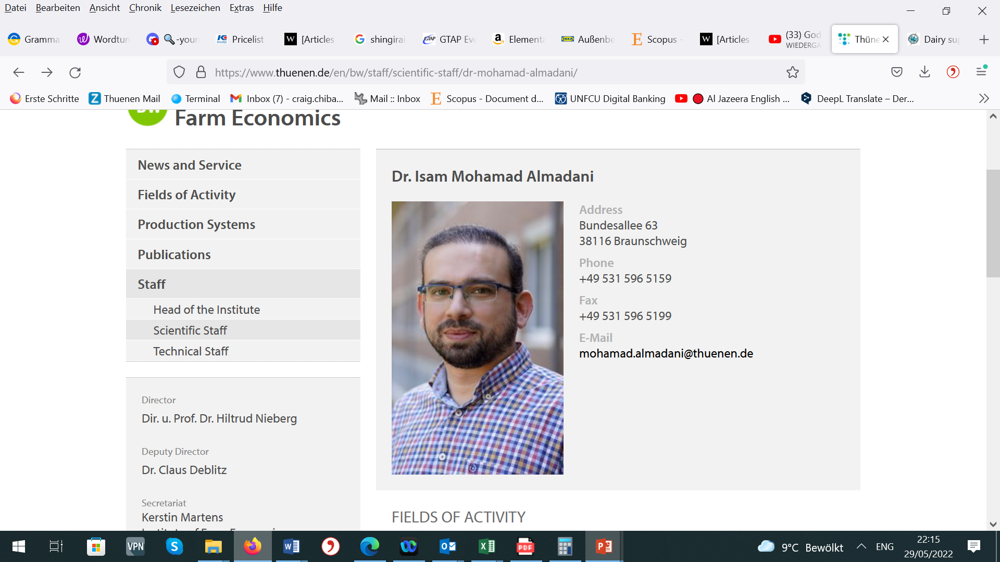 Datei Bearbeiten Ansicht Chronik Lesezeichen Extras Hilfe
Gramma Wordtun -your Pricelist - [Articles shingirai GTAP Eve Elementa Außenbe Scopus - [Articles (33) God Thüne Dairy sup
WIEDERGA
https://www.thuenen.de/en/bw/staff/scientific-staff/dr-mohamad-almadani/
Erste Schritte Thuenen Mail Terminal Inbox (7) - craig.chiba... Mail :: Inbox Scopus - Document d... UNFCU Digital Banking Al Jazeera English ... DeepL Translate – Der...
Farm Economics
News and Service
Fields of Activity
Production Systems
Publications
Staff
Head of the Institute
Scientific Staff
Technical Staff
Director
Dir. u. Prof. Dr. Hiltrud Nieberg
Deputy Director
Dr. Claus Deblitz
Secretariat
Kerstin Martens
Dr. Isam Mohamad Almadani
Address
Bundesallee 63
38116 Braunschweig
Phone
+49 531 596 5159
Fax
+49 531 596 5199
E-Mail
mohamad.almadani@thuenen.de
FIELDS OF ACTIVITY
VPN
PDF
9°C Bewölkt
ENG
22:15
29/05/2022